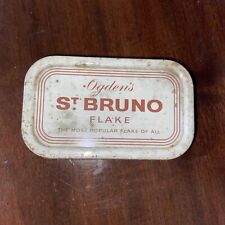 Ogden's
ST BRUNO
FLAKE
THE MOST POPULAR FLAKE OF ALL